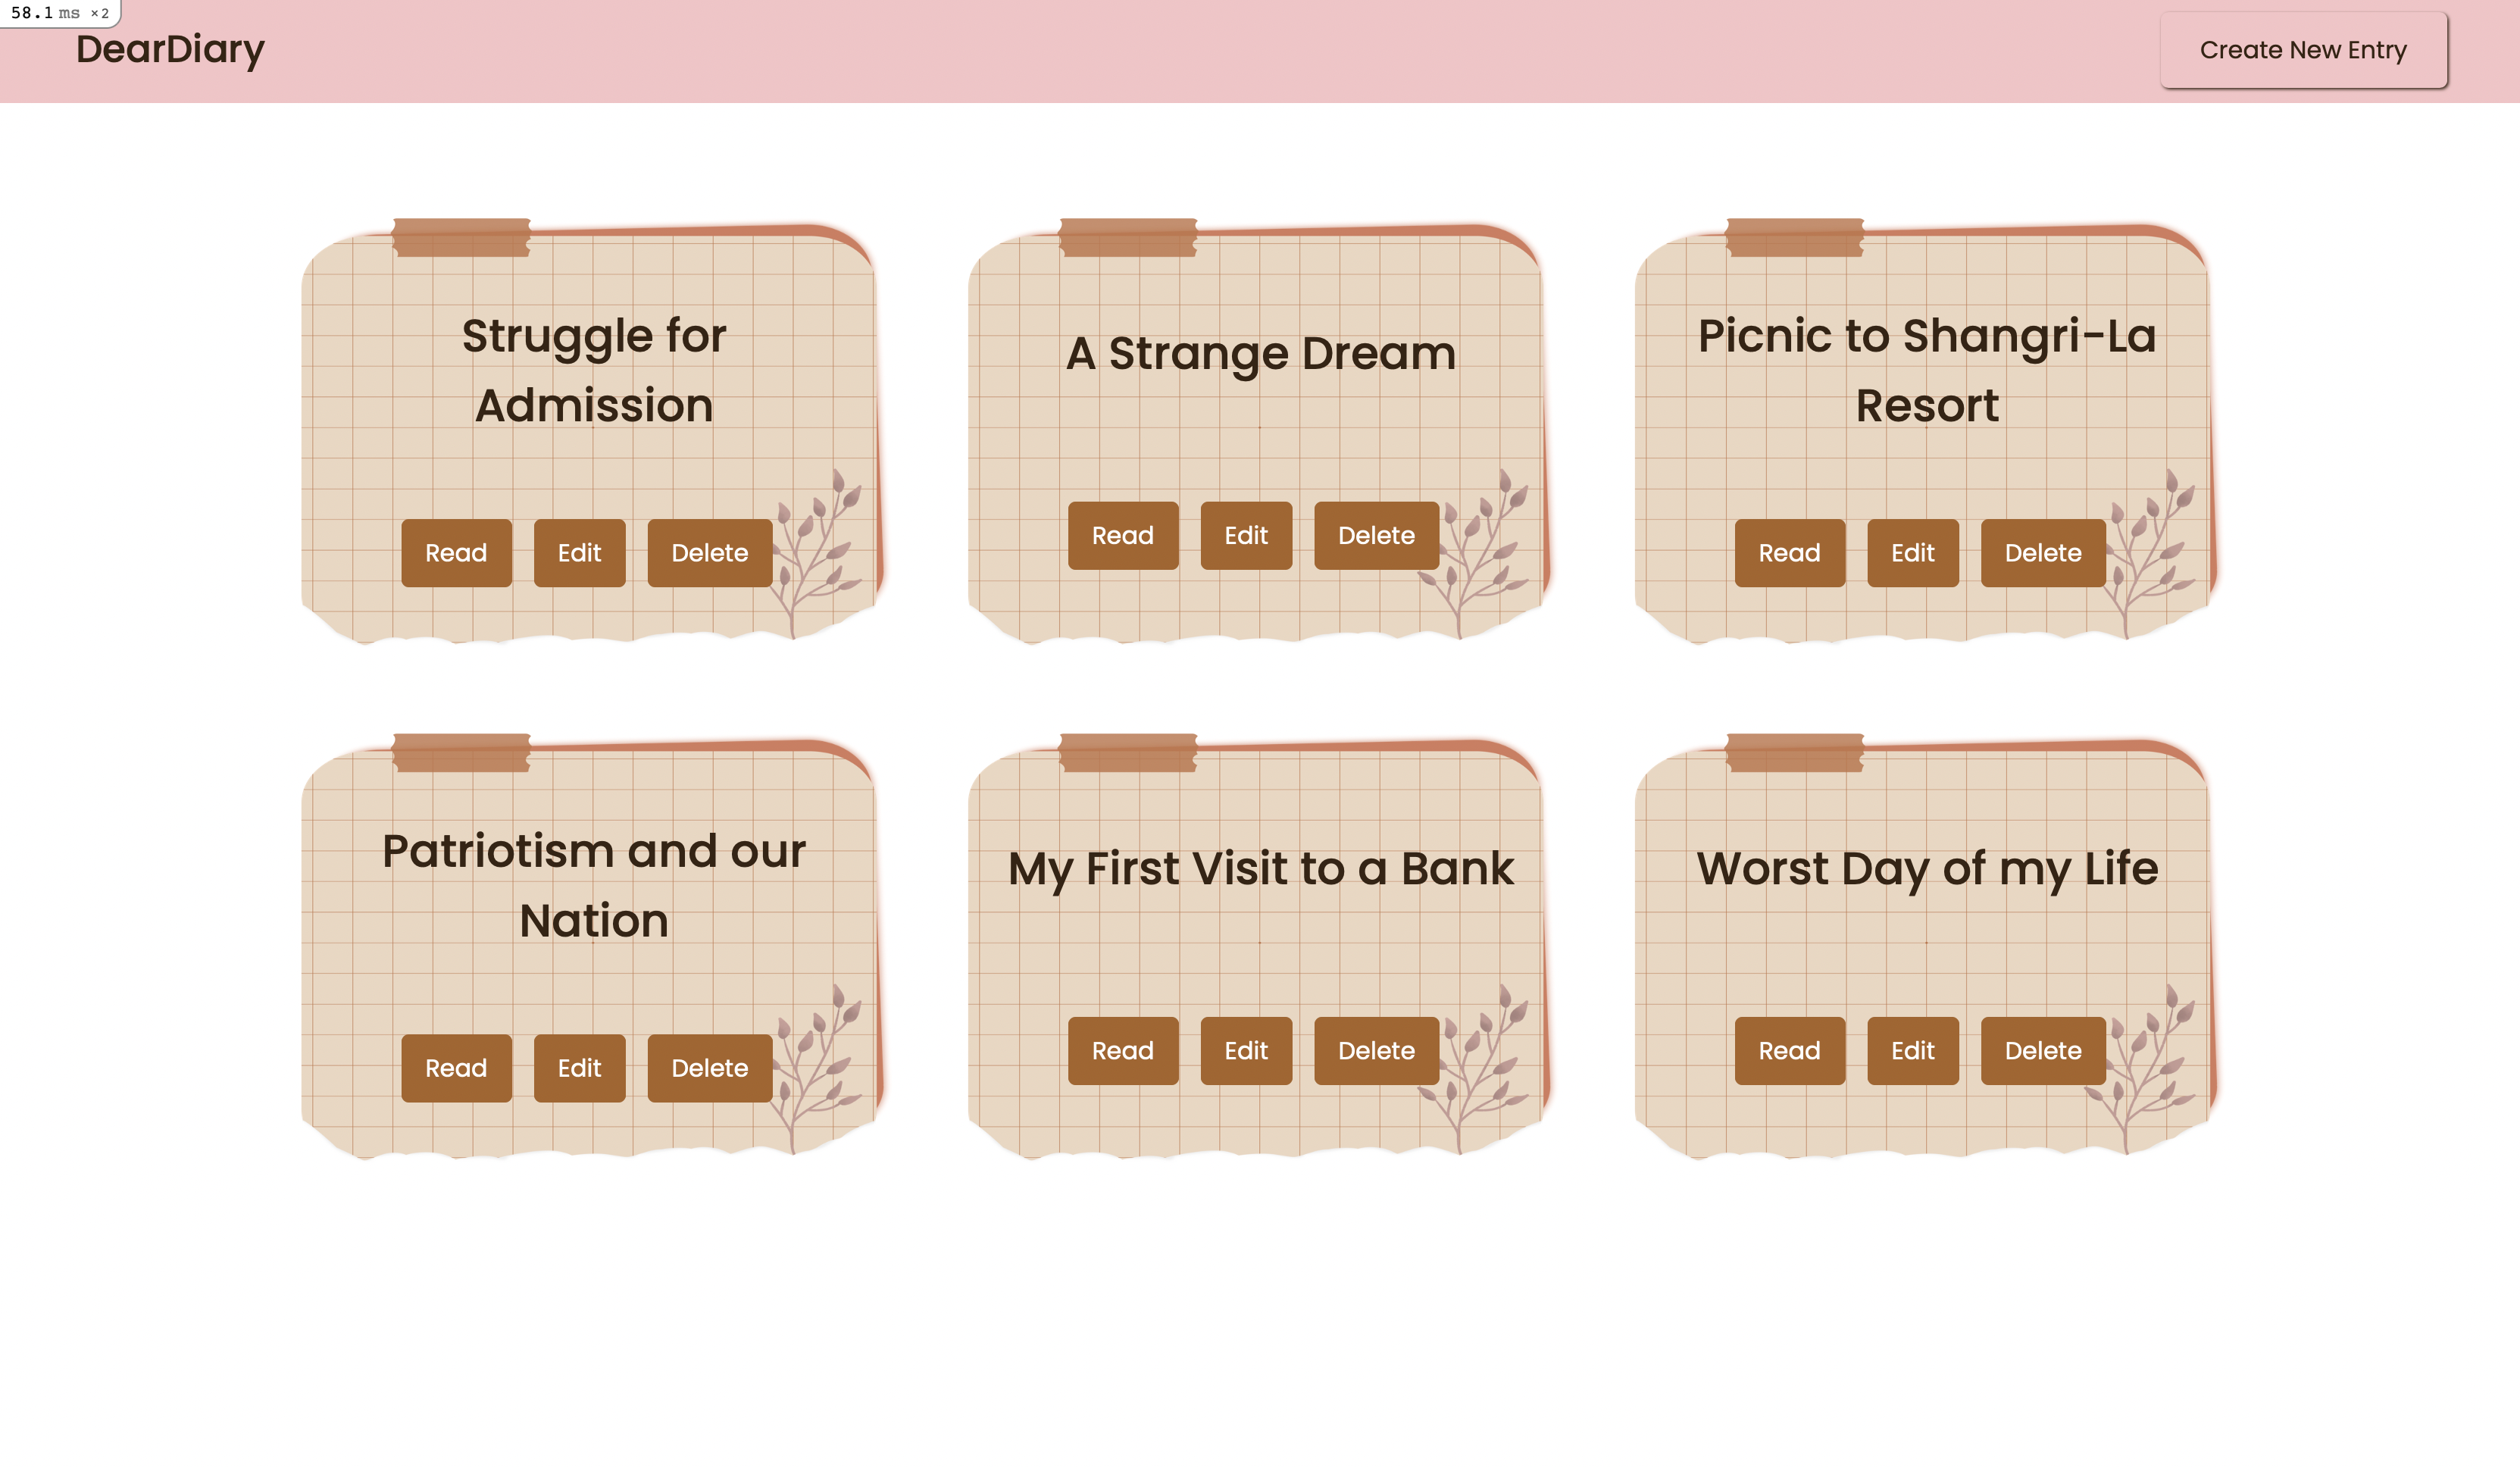 58.1 ms ×2
DearDiary
Create New Entry
Struggle for
Admission
Read Edit Delete
A Strange Dream
Read Edit Delete
Picnic to Shangri-La
Resort
Read Edit Delete
Patriotism and our
Nation
Read Edit Delete
My First Visit to a Bank
Read Edit Delete
Worst Day of my Life
Read Edit Delete